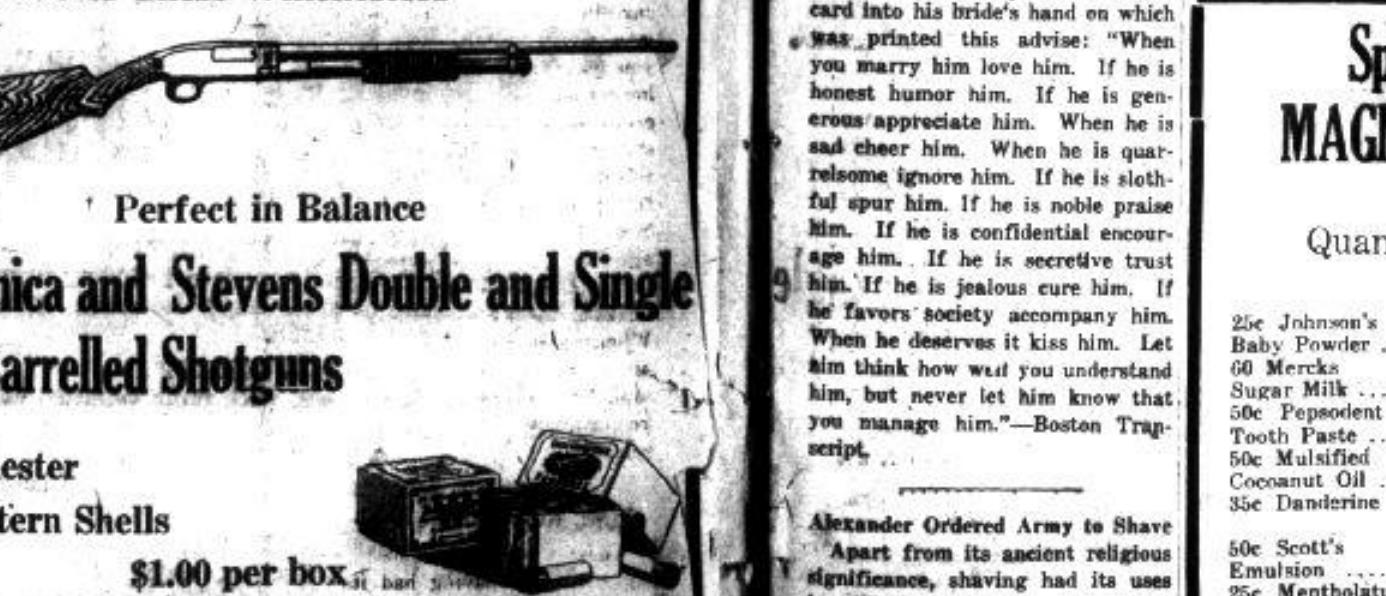 Perfect in Balance
nica and Stevens Double and Single
arrelled Shotguns
ester
tern Shells
$1.00 per box
card into his bride's hand on which
was printed this advise: "When
you marry him love him. If he is
honest humor him. If he is gen-
erous appreciate him. When he is
sad cheer him. When he is quar-
relsome ignore him. If he is sloth-
ful spur him. If he is noble praise
him. If he is confidential encour-
age him. If he is secretive trust
him. If he is jealous cure him. If
he favors society accompany him.
When he deserves it kiss him. Let
him think how well you understand
him, but never let him know that
you manage him."—Boston Tran-
script.
Alexander Ordered Army to Shave
Apart from its ancient religious
significance, shaving had its uses
Sp
MAGI
Quan
25c Johnson's
Baby Powder .
60 Mercks
Sugar Milk ...
50c Pepsodent
Tooth Paste ..
50c Mulsified
Cocoanut Oil .
35c Danderine
50c Scott's
Emulsion ....
25c Mentholatu